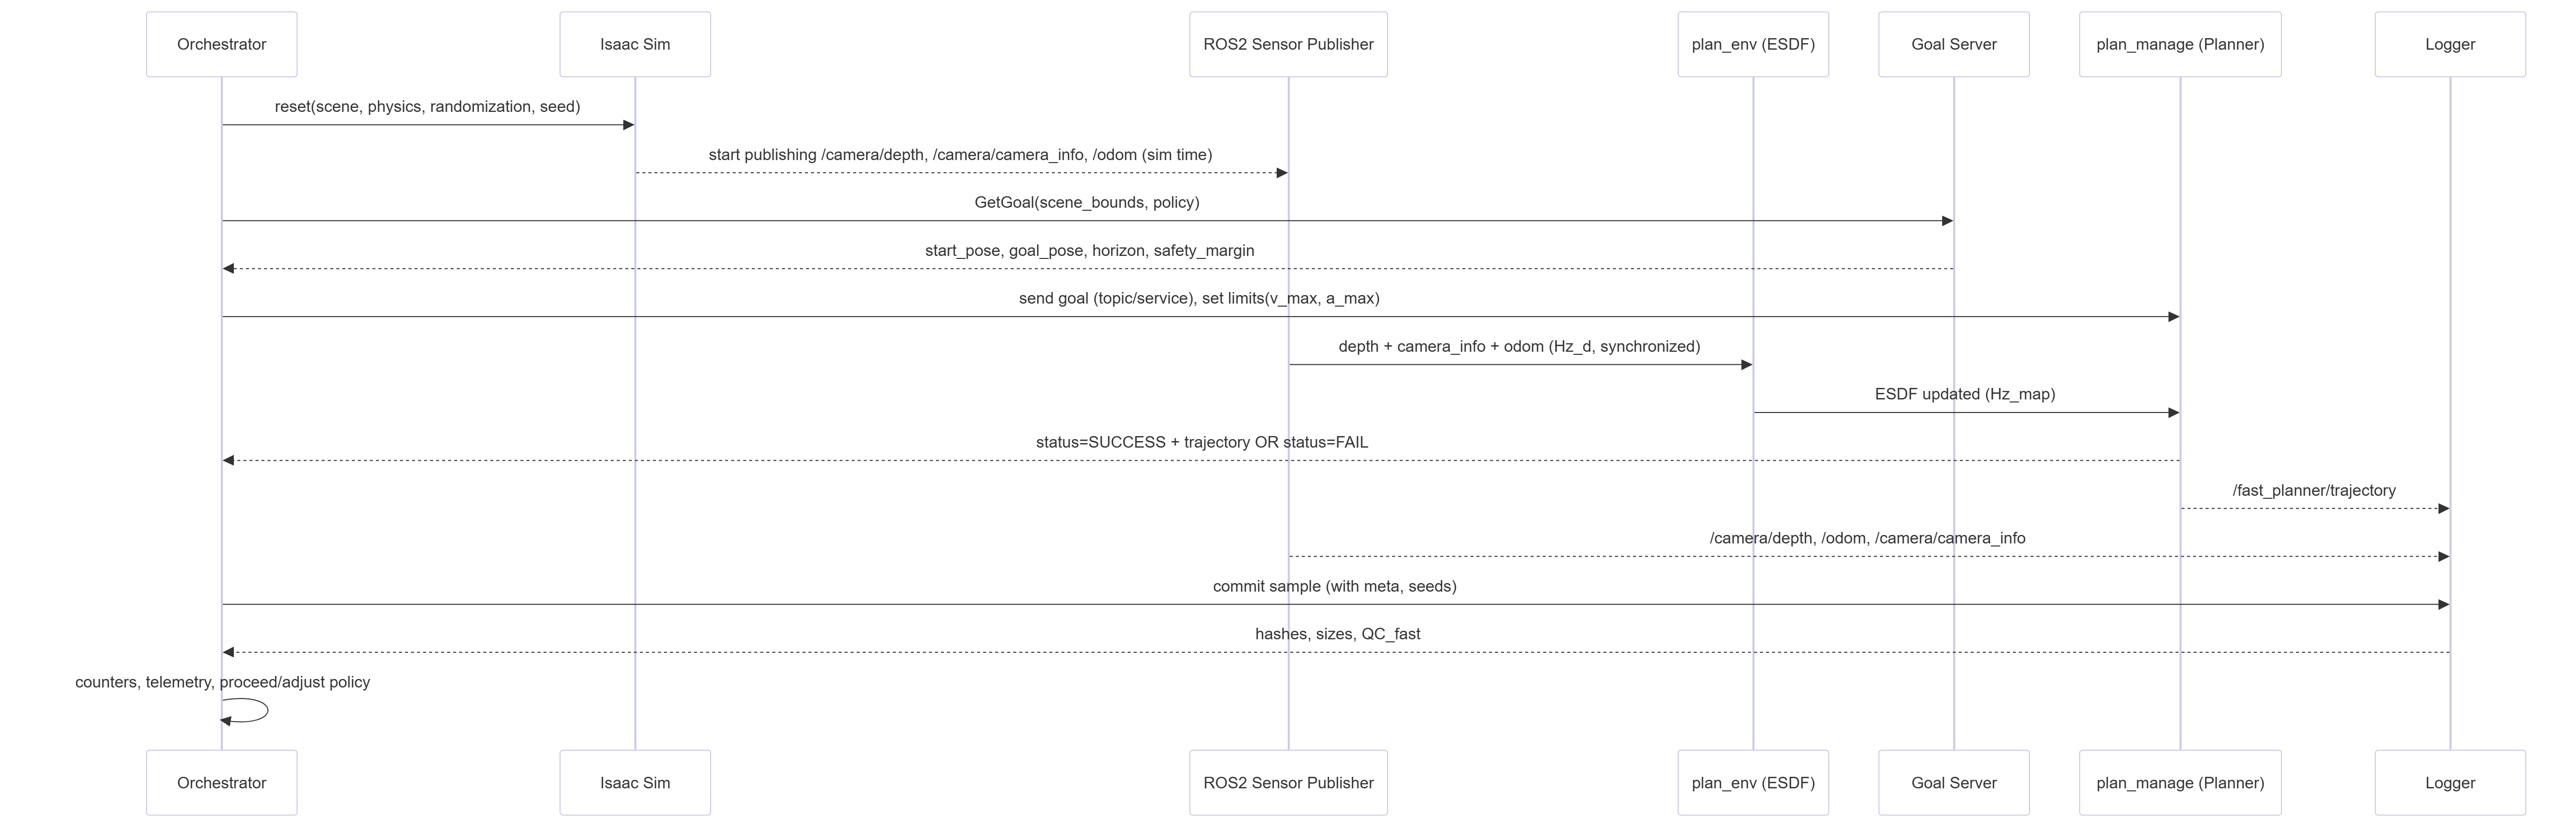 Orchestrator
Isaac Sim
ROS2 Sensor Publisher
plan_env (ESDF)
Goal Server
plan_manage (Planner)
Logger
reset(scene, physics, randomization, seed)
start publishing /camera/depth, /camera/camera_info, /odom (sim time)
GetGoal(scene_bounds, policy)
start_pose, goal_pose, horizon, safety_margin
send goal (topic/service), set limits(v_max, a_max)
depth + camera_info + odom (Hz_d, synchronized)
ESDF updated (Hz_map)
status=SUCCESS + trajectory OR status=FAIL
/fast_planner/trajectory
/camera/depth, /odom, /camera/camera_info
commit sample (with meta, seeds)
hashes, sizes, QC_fast
counters, telemetry, proceed/adjust policy
Orchestrator
Isaac Sim
ROS2 Sensor Publisher
plan_env (ESDF)
Goal Server
plan_manage (Planner)
Logger